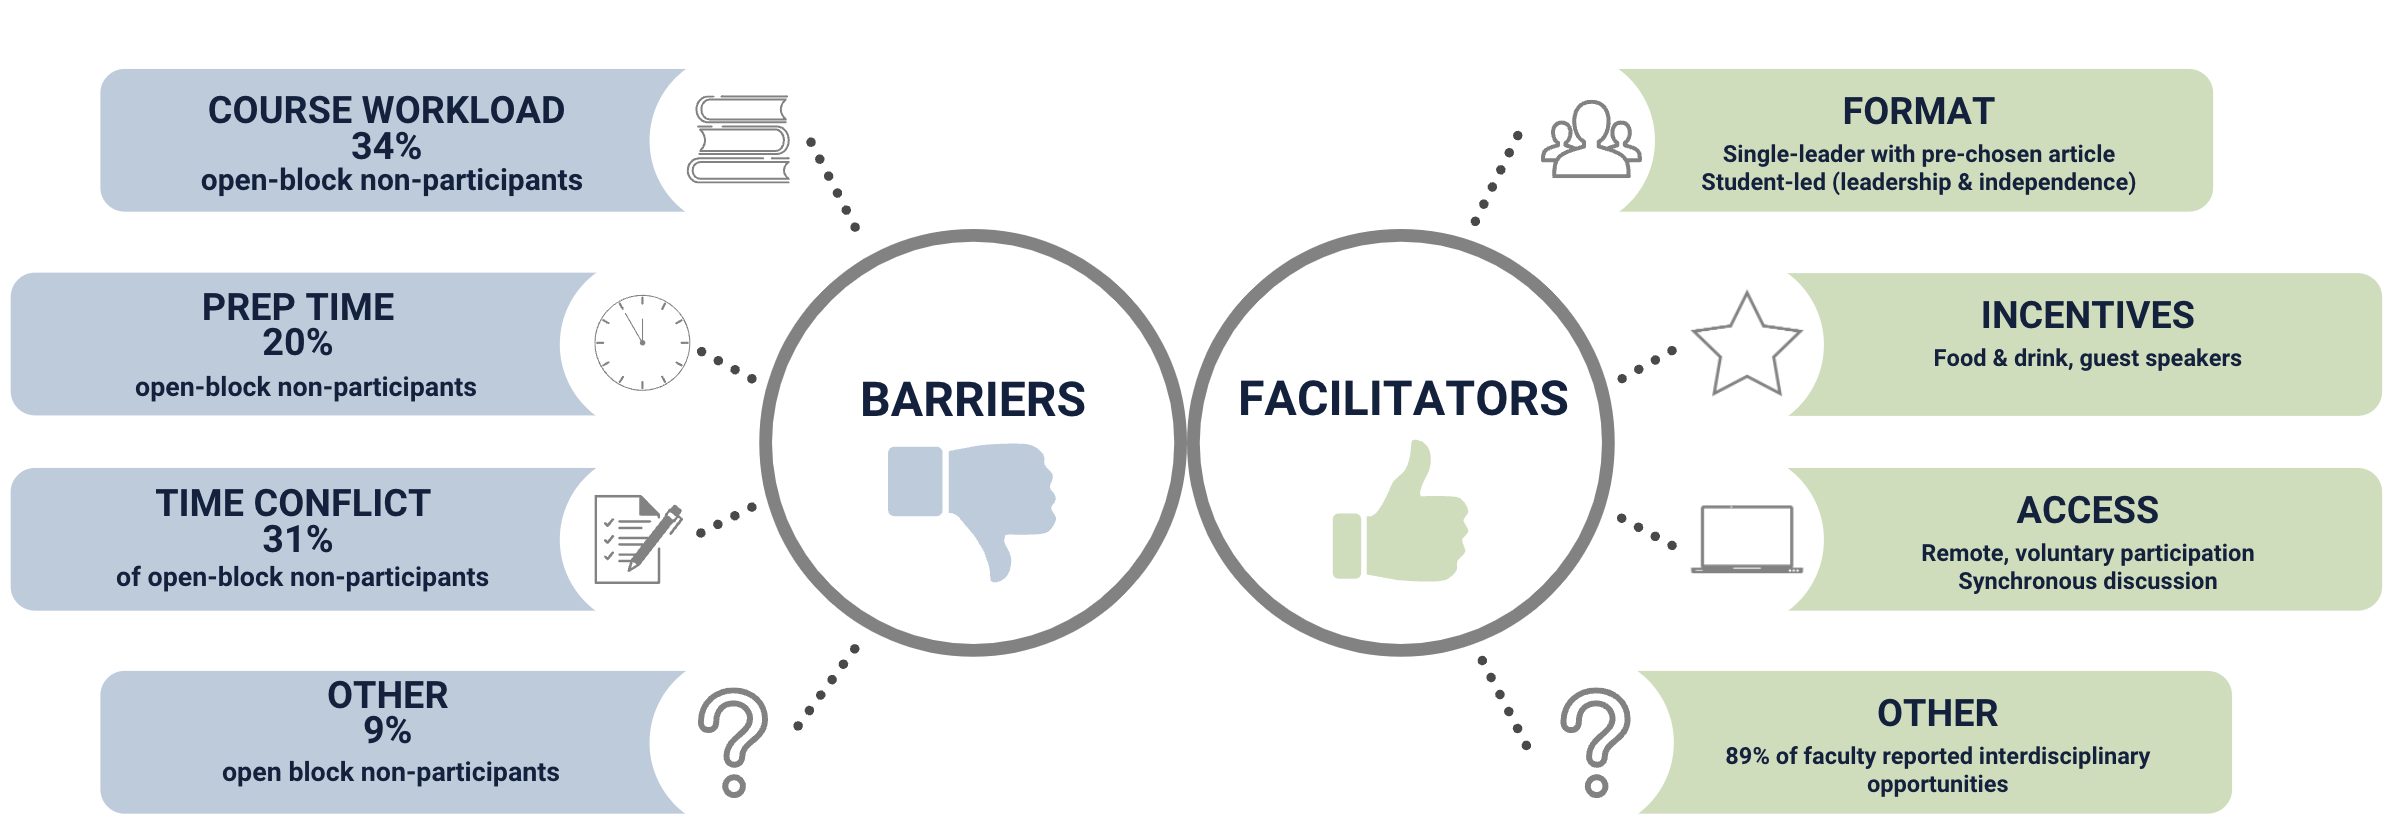 COURSE WORKLOAD
34%
open-block non-participants
PREP TIME
20%
open-block non-participants
TIME CONFLICT
31%
of open-block non-participants
OTHER
9%
open block non-participants
BARRIERS
FACILITATORS
FORMAT
Single-leader with pre-chosen article
Student-led (leadership & independence)
INCENTIVES
Food & drink, guest speakers
ACCESS
Remote, voluntary participation
Synchronous discussion
OTHER
89% of faculty reported interdisciplinary
opportunities